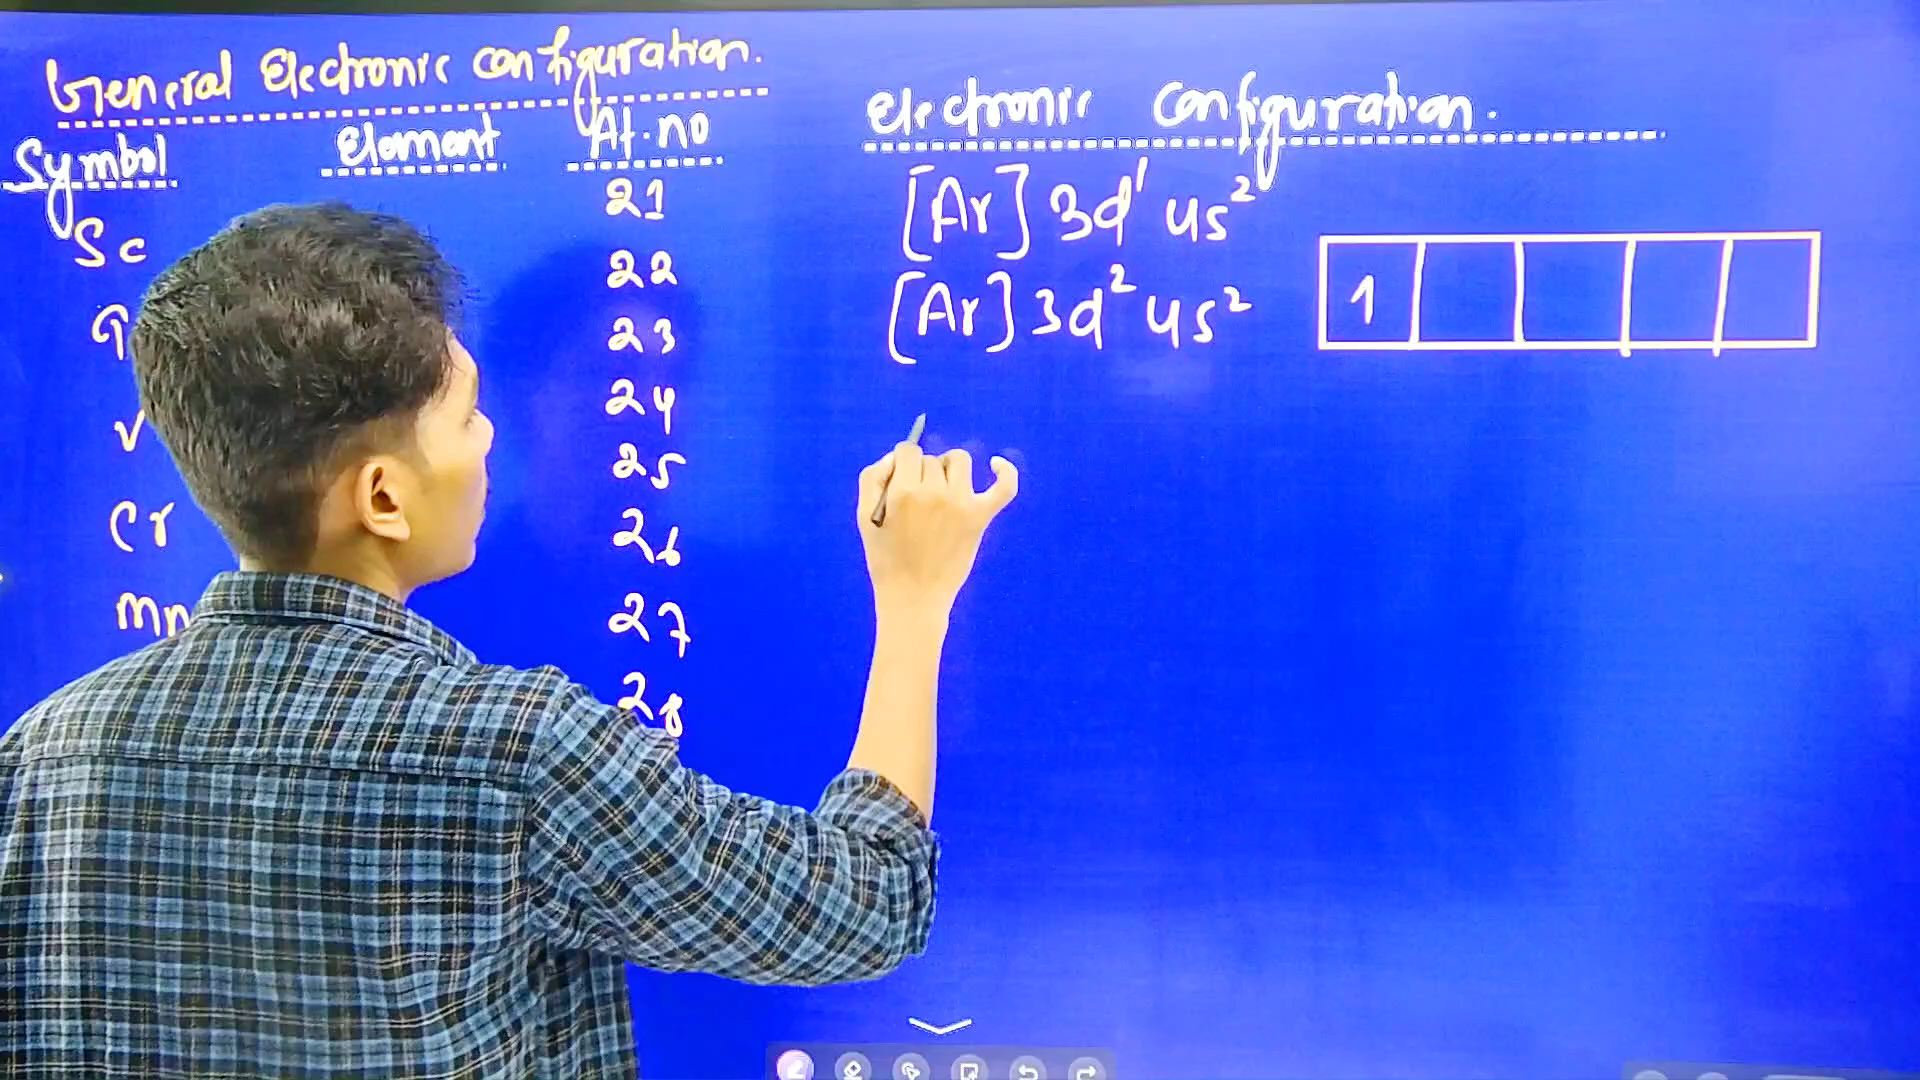 General Electronic configuration.
Symbol Element At.no
Sc 21
22
23
V 24
25
Cr 26
Mn 27
28
Electronic configuration.
[Ar] 3d¹ 4s²
[Ar] 3d² 4s²
1